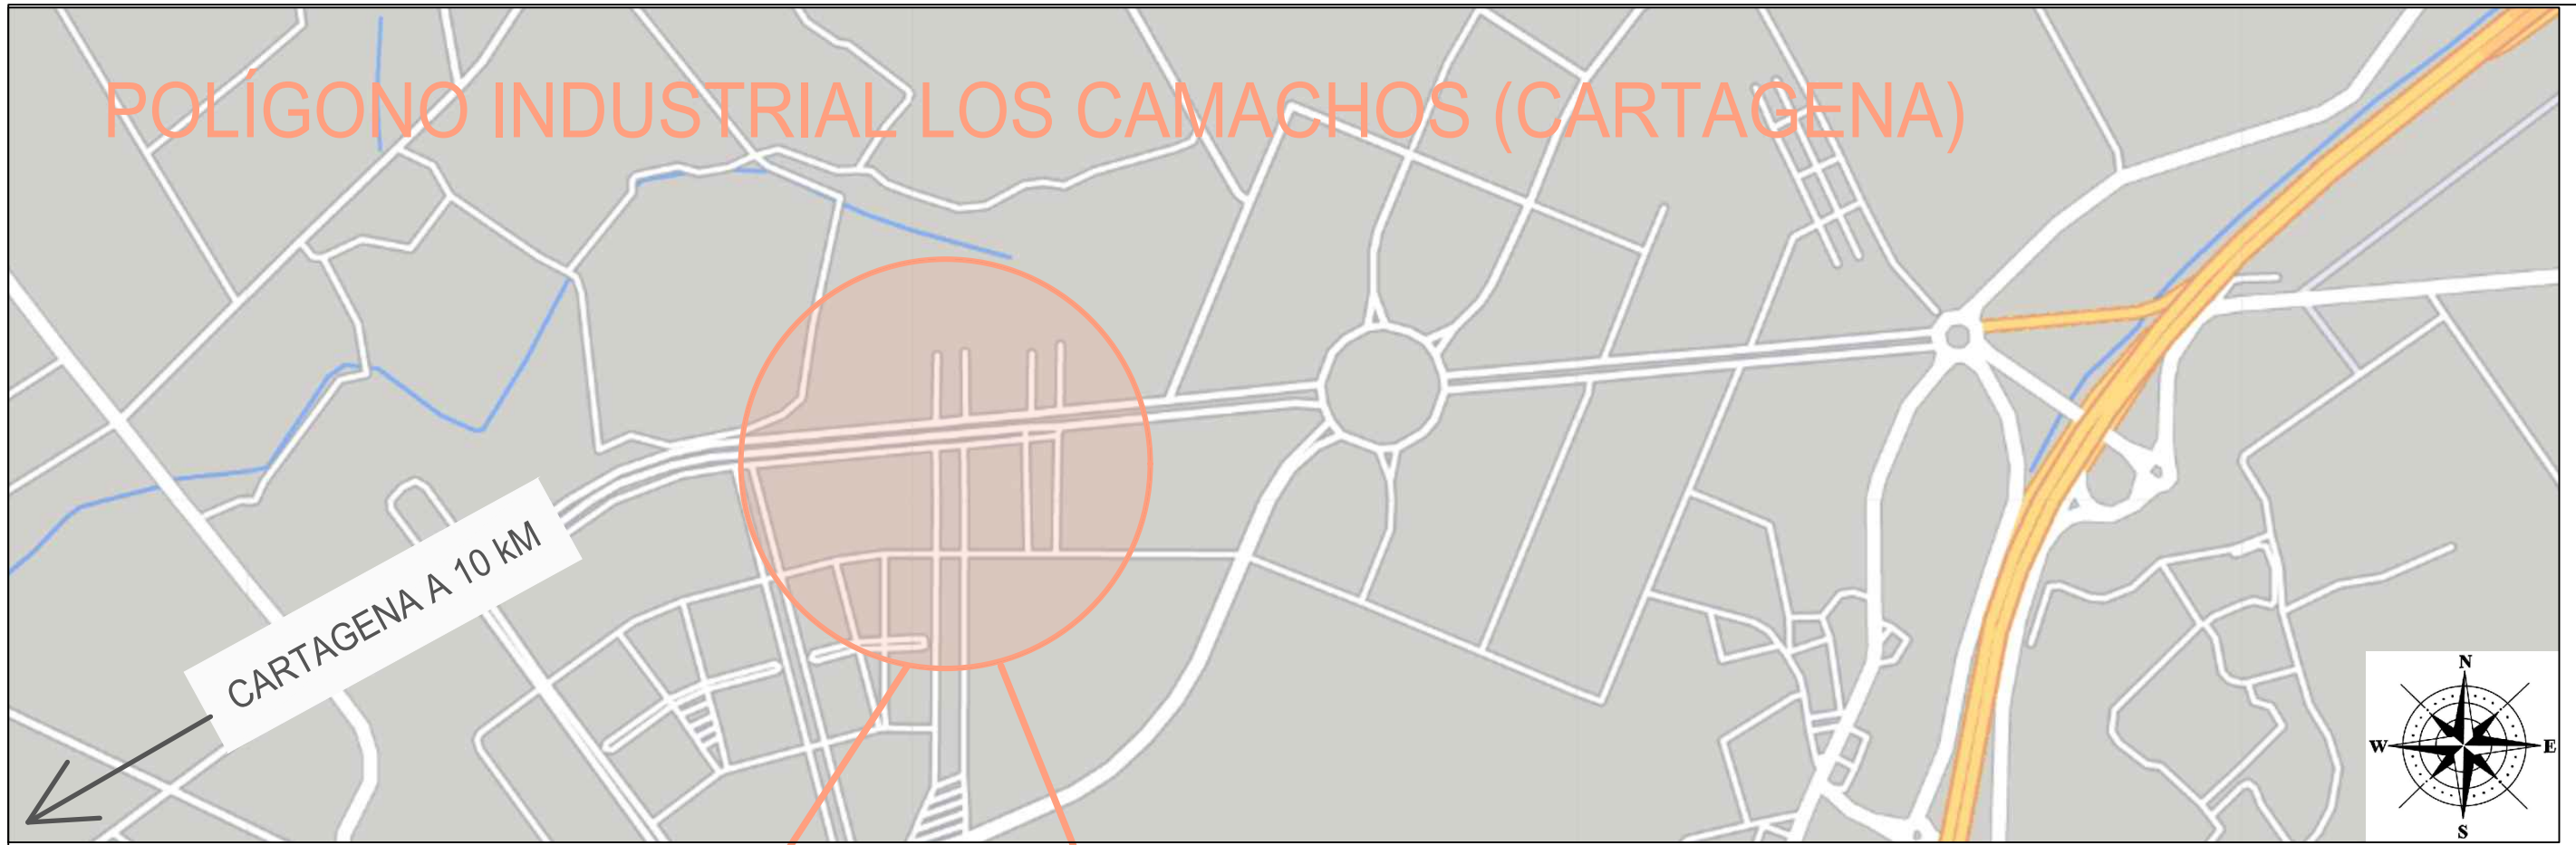 POLÍGONO INDUSTRIAL LOS CAMACHOS (CARTAGENA)
CARTAGENA A 10 kM
N
W E
S